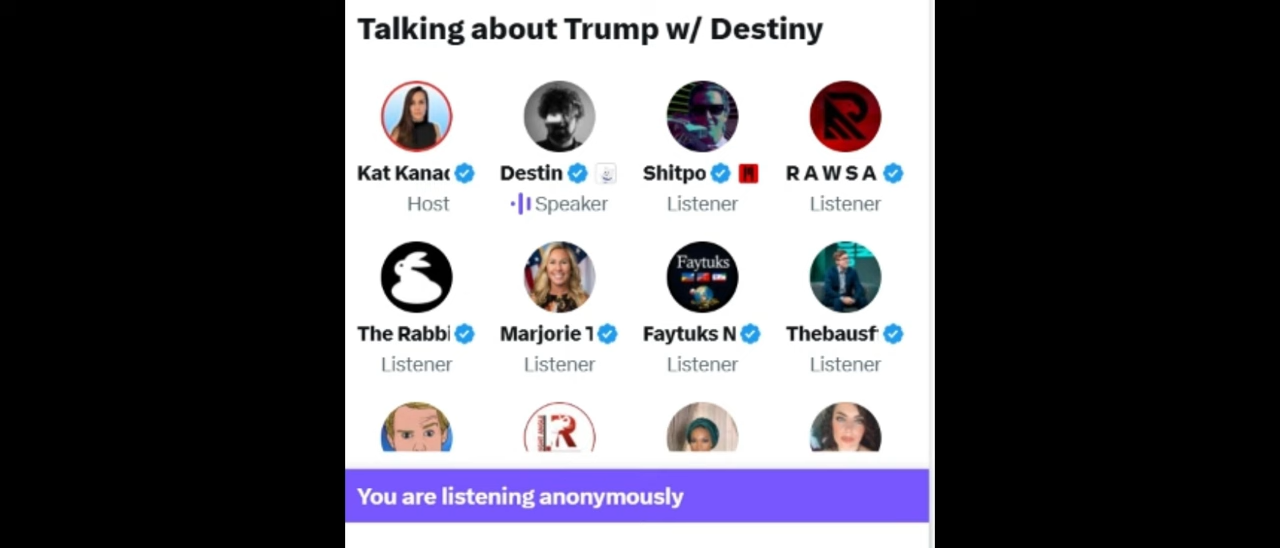 Talking about Trump w/ Destiny
Kat Kanac Destin Shitpo R A W S A
Host Speaker Listener Listener
Faytuks
The Rabbi Marjorie T Faytuks N Thebausf
Listener Listener Listener Listener
R
You are listening anonymously